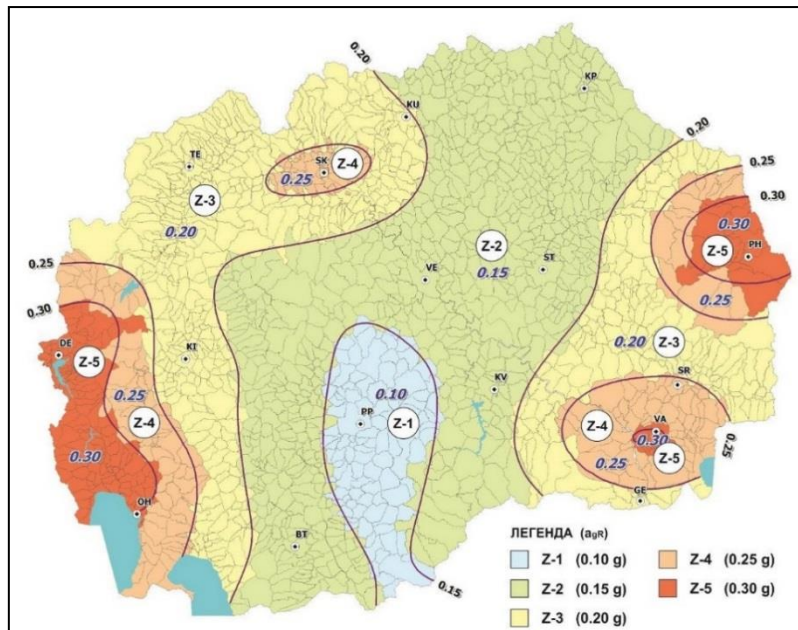 0.20
KP
KU
TE
SK
Z-4
0.25
0.20
0.25
0.30
Z-3
0.20
0.30
Z-5
PH
Z-2
0.15
VE
ST
0.25
0.25
0.30
DE
Z-5
KI
0.20
Z-3
0.10
SR
0.25
Z-4
PP
Z-1
KV
Z-4
VA
0.30
0.25
Z-5
0.25
0.30
OH
GE
BT
0.15
ЛЕГЕНДА (agR)
Z-1 (0.10 g)
Z-2 (0.15 g)
Z-3 (0.20 g)
Z-4 (0.25 g)
Z-5 (0.30 g)